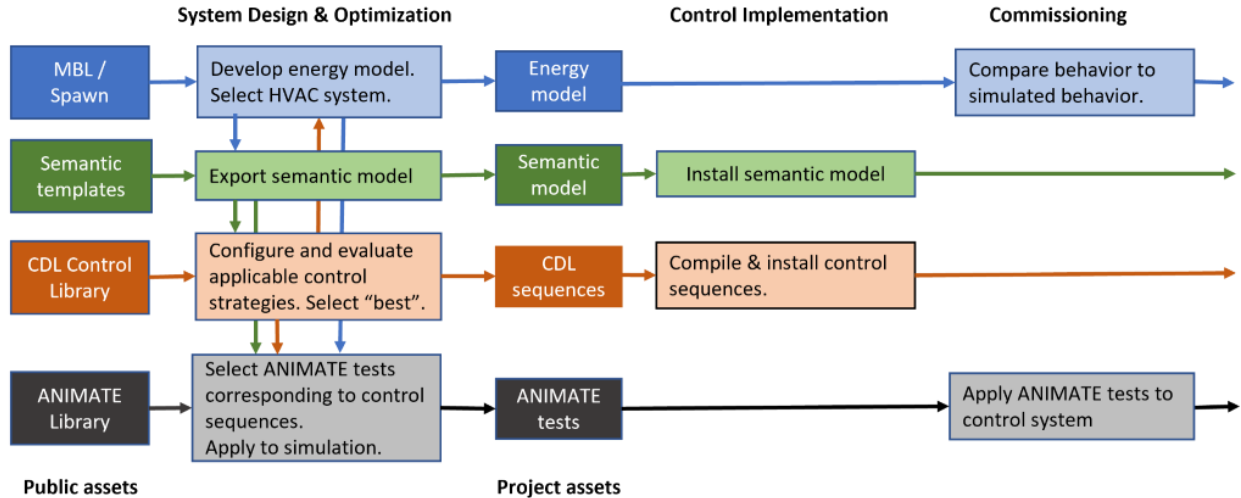 System Design & Optimization
Control Implementation
Commissioning
MBL /
Spawn
Develop energy model.
Select HVAC system.
Energy
model
Compare behavior to
simulated behavior.
Semantic
templates
Export semantic model
Semantic
model
Install semantic model
CDL Control
Library
Configure and evaluate
applicable control
strategies. Select “best”.
CDL
sequences
Compile & install control
sequences.
ANIMATE
Library
Select ANIMATE tests
corresponding to control
sequences.
Apply to simulation.
ANIMATE
tests
Apply ANIMATE tests to
control system
Public assets
Project assets